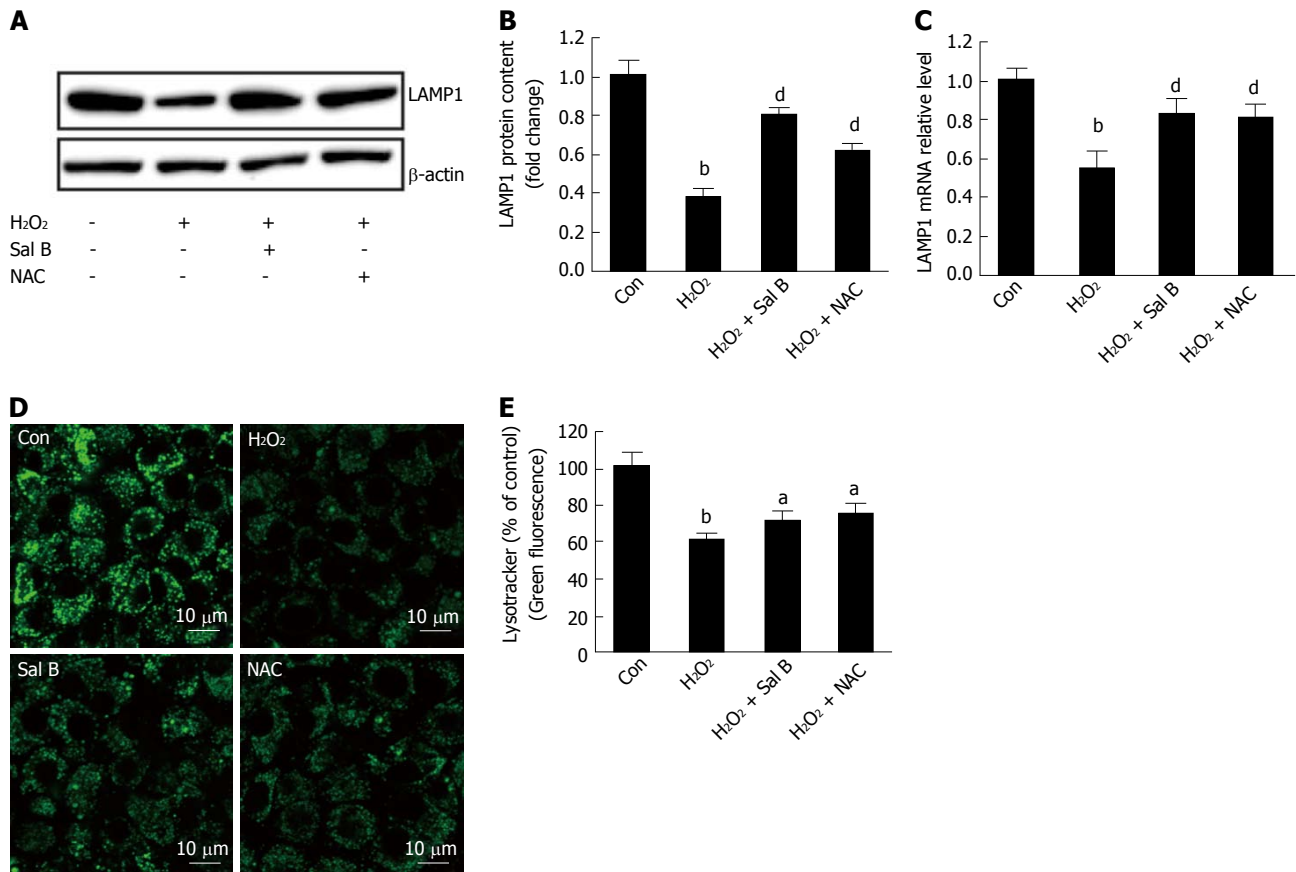 A
LAMP1
β-actin
H₂O₂ - + + +
Sal B - - + -
NAC - - - +
B
LAMP1 protein content
(fold change)
1.2
1.0
0.8
0.6
0.4
0.2
0.0
b
d
d
Con
H₂O₂
H₂O₂ + Sal B
H₂O₂ + NAC
C
LAMP1 mRNA relative level
1.2
1.0
0.8
0.6
0.4
0.2
0.0
b
d
d
Con
H₂O₂
H₂O₂ + Sal B
H₂O₂ + NAC
D
Con
10 μm
H₂O₂
10 μm
Sal B
10 μm
NAC
10 μm
E
Lysotracker (% of control)
(Green fluorescence)
120
100
80
60
40
20
0
b
a
a
Con
H₂O₂
H₂O₂ + Sal B
H₂O₂ + NAC